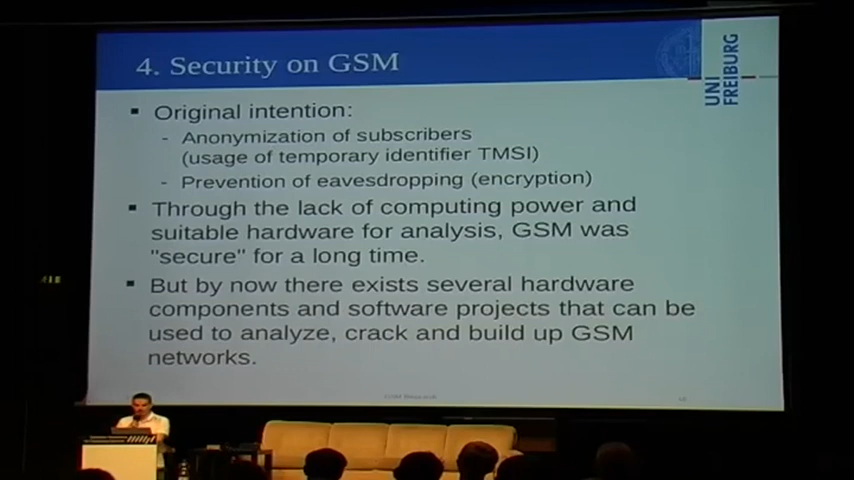 4. Security on GSM
UNI
FREIBURG
▪ Original intention:
- Anonymization of subscribers
(usage of temporary identifier TMSI)
- Prevention of eavesdropping (encryption)
▪ Through the lack of computing power and
suitable hardware for analysis, GSM was
"secure" for a long time.
▪ But by now there exists several hardware
components and software projects that can be
used to analyze, crack and build up GSM
networks.